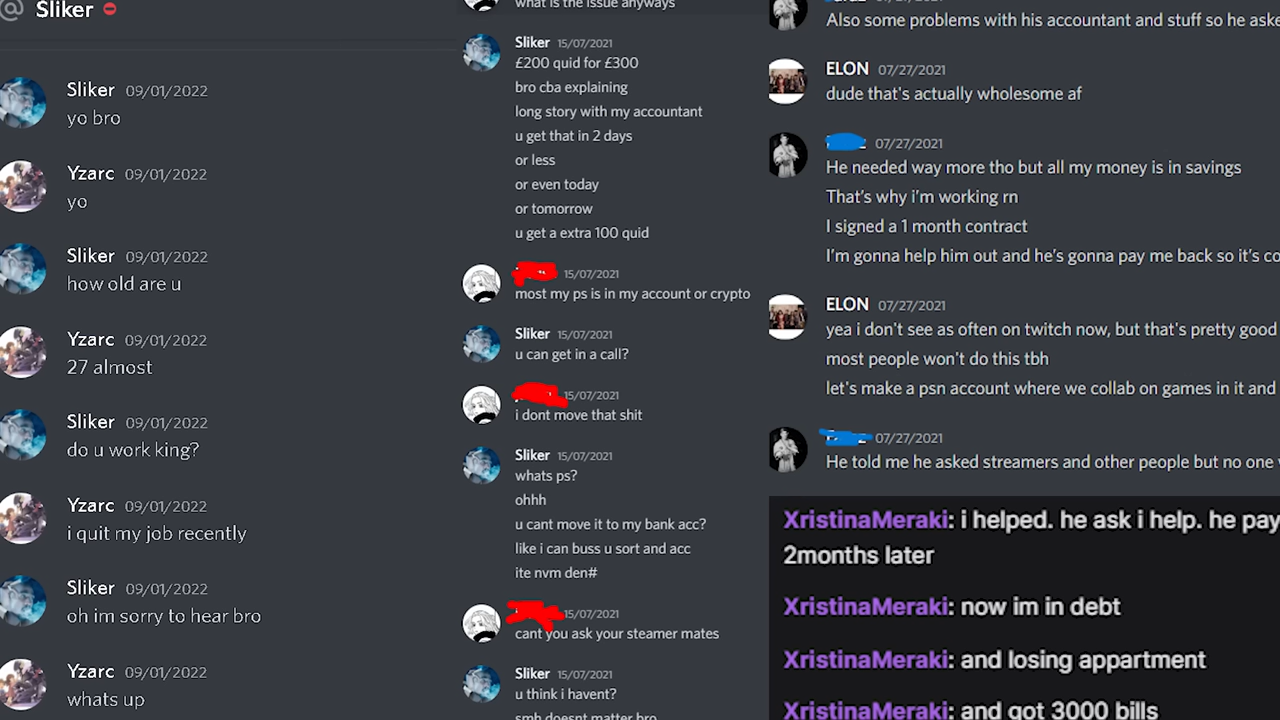 @ Sliker
Sliker 09/01/2022
yo bro
Yzarc 09/01/2022
yo
Sliker 09/01/2022
how old are u
Yzarc 09/01/2022
27 almost
Sliker 09/01/2022
do u work king?
Yzarc 09/01/2022
i quit my job recently
Sliker 09/01/2022
oh im sorry to hear bro
Yzarc 09/01/2022
whats up
what is the issue anyways
Sliker 15/07/2021
£200 quid for £300
bro cba explaining
long story with my accountant
u get that in 2 days
or less
or even today
or tomorrow
u get a extra 100 quid
15/07/2021
most my ps is in my account or crypto
Sliker 15/07/2021
u can get in a call?
15/07/2021
i dont move that shit
Sliker 15/07/2021
whats ps?
ohhh
u cant move it to my bank acc?
like i can buss u sort and acc
ite nvm den#
15/07/2021
cant you ask your steamer mates
Sliker 15/07/2021
u think i havent?
smh doesnt matter bro
Also some problems with his accountant and stuff so he aske
ELON 07/27/2021
dude that's actually wholesome af
07/27/2021
He needed way more tho but all my money is in savings
That's why i'm working rn
I signed a 1 month contract
I'm gonna help him out and he's gonna pay me back so it's co
ELON 07/27/2021
yea i don't see as often on twitch now, but that's pretty good
most people won't do this tbh
let's make a psn account where we collab on games in it and
07/27/2021
He told me he asked streamers and other people but no one
XristinaMeraki: i helped. he ask i help. he pay
2months later
XristinaMeraki: now im in debt
XristinaMeraki: and losing appartment
XristinaMeraki: and got 3000 bills